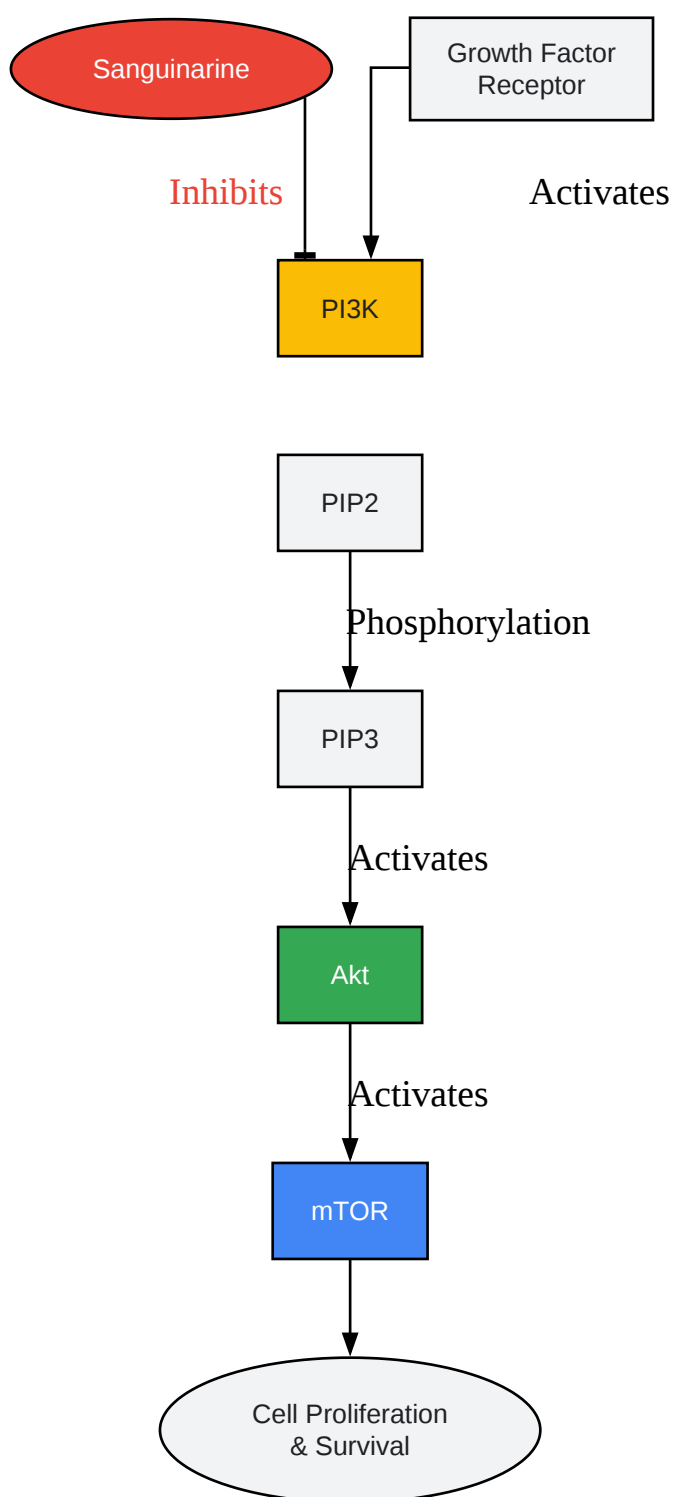 Sanguinarine
Growth Factor
Receptor
Inhibits
Activates
PI3K
PIP2
Phosphorylation
PIP3
Activates
Akt
Activates
mTOR
Cell Proliferation
& Survival